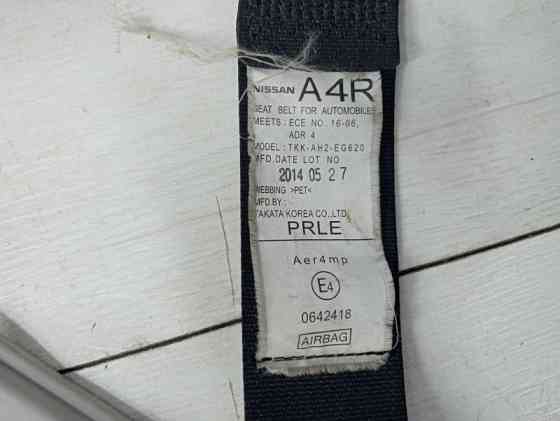 NISSAN A4R
SEAT BELT FOR AUTOMOBILES
MEETS: ECE NO. 16-06,
ADR 4
MODEL: TKK-AH2-EG620
MFD.DATE LOT NO
2014 05 27
WEBBING >PET<
MFD BY:
TAKATA KOREA CO.,LTD.
PRLE
Aer4mp
E4
0642418
AIRBAG